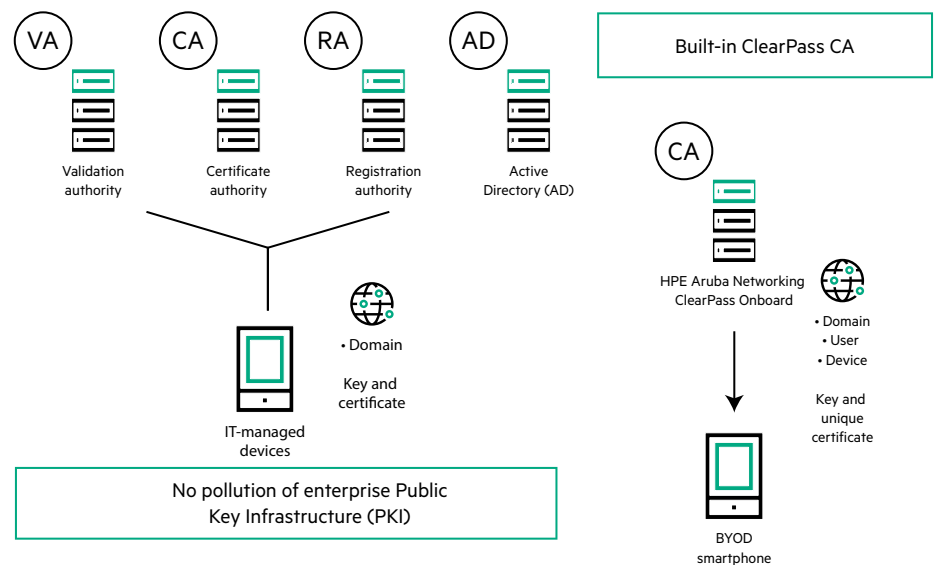 VA
CA
RA
AD
Validation
authority
Certificate
authority
Registration
authority
Active
Directory (AD)
• Domain
Key and
certificate
IT-managed
devices
No pollution of enterprise Public
Key Infrastructure (PKI)
Built-in ClearPass CA
CA
HPE Aruba Networking
ClearPass Onboard
• Domain
• User
• Device
Key and
unique
certificate
BYOD
smartphone